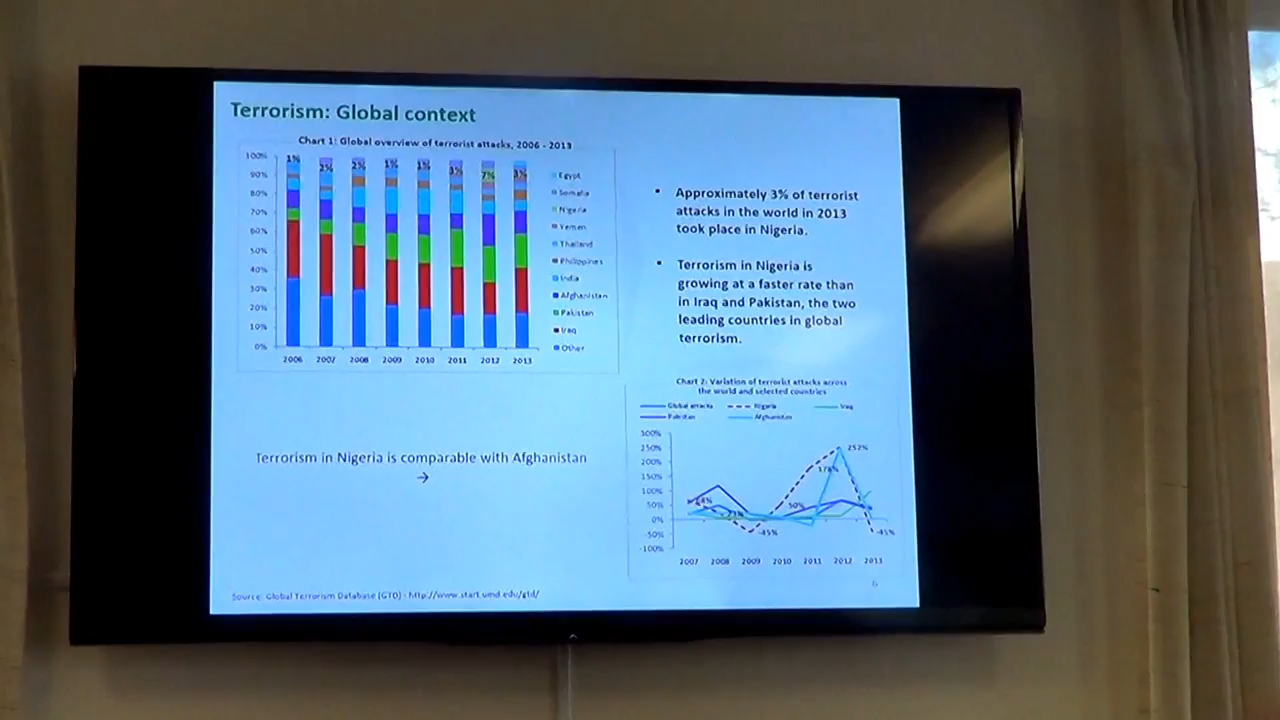 Terrorism: Global context
Chart 1: Global overview of terrorist attacks, 2006 - 2013
100%
90%
80%
70%
60%
50%
40%
30%
20%
10%
0%
1%
2%
2%
1%
1%
3%
7%
3%
2006 2007 2008 2009 2010 2011 2012 2013
Egypt
Somalia
Nigeria
Yemen
Thailand
Philippines
India
Afghanistan
Pakistan
Iraq
Other
Approximately 3% of terrorist
attacks in the world in 2013
took place in Nigeria.
Terrorism in Nigeria is
growing at a faster rate than
in Iraq and Pakistan, the two
leading countries in global
terrorism.
Terrorism in Nigeria is comparable with Afghanistan
→
Chart 2: Variation of terrorist attacks across
the world and selected countries
Global attacks Nigeria Iraq
Pakistan Afghanistan
300%
250%
200%
150%
100%
50%
0%
-50%
-100%
252%
50%
-45%
-45%
2007 2008 2009 2010 2011 2012 2013
6
Source: Global Terrorism Database (GTD) - http://www.start.umd.edu/gtd/